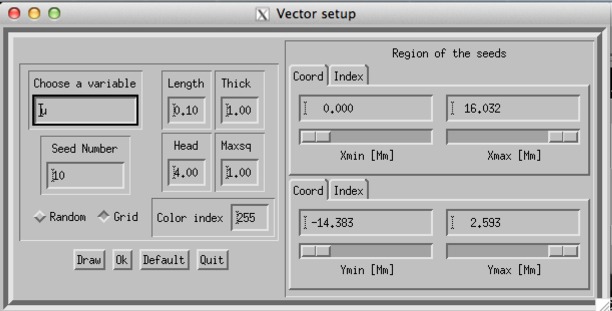 Vector setup
Choose a variable
u
Length
0.10
Thick
1.00
Seed Number
10
Head
4.00
Maxsq
1.00
Random
Grid
Color index
255
Draw
Ok
Default
Quit
Region of the seeds
Coord
Index
0.000
16.032
Xmin [Mm]
Xmax [Mm]
Coord
Index
-14.383
2.593
Ymin [Mm]
Ymax [Mm]